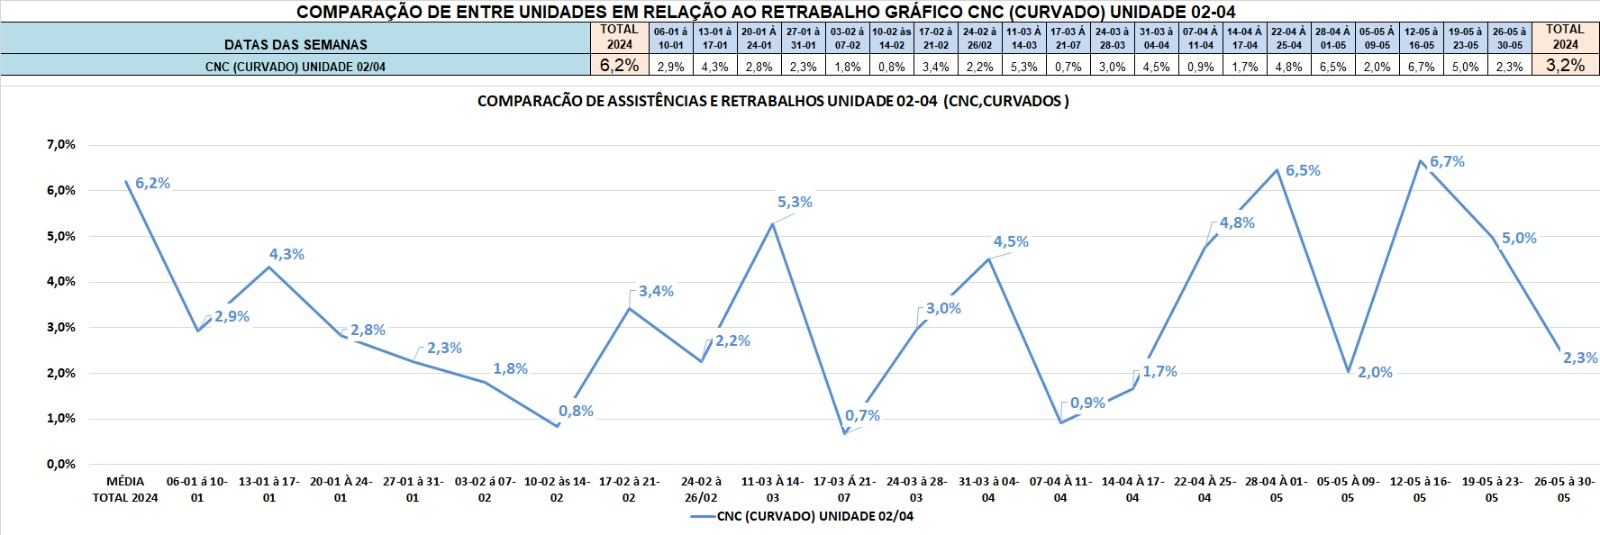 COMPARAÇÃO DE ENTRE UNIDADES EM RELAÇÃO AO RETRABALHO GRÁFICO CNC (CURVADO) UNIDADE 02-04
DATAS DAS SEMANAS
TOTAL 2024 06-01 á 10-01 13-01 à 17-01 20-01 À 24-01 27-01 à 31-01 03-02 á 07-02 10-02 às 14-02 17-02 à 21-02 24-02 à 26/02 11-03 À 14-03 17-03 Á 21-07 24-03 à 28-03 31-03 à 04-04 07-04 À 11-04 14-04 À 17-04 22-04 À 25-04 28-04 À 01-05 05-05 À 09-05 12-05 à 16-05 19-05 à 23-05 26-05 à 30-05 TOTAL 2024
CNC (CURVADO) UNIDADE 02/04 6,2% 2,9% 4,3% 2,8% 2,3% 1,8% 0,8% 3,4% 2,2% 5,3% 0,7% 3,0% 4,5% 0,9% 1,7% 4,8% 6,5% 2,0% 6,7% 5,0% 2,3% 3,2%
COMPARACÃO DE ASSISTÊNCIAS E RETRABALHOS UNIDADE 02-04 (CNC,CURVADOS )
7,0%
6,0%
5,0%
4,0%
3,0%
2,0%
1,0%
0,0%
6,2% 2,9% 4,3% 2,8% 2,3% 1,8% 0,8% 3,4% 2,2% 5,3% 0,7% 3,0% 4,5% 0,9% 1,7% 4,8% 6,5% 2,0% 6,7% 5,0% 2,3%
MÉDIA 06-01 á 10- 13-01 à 17- 20-01 À 24- 27-01 à 31- 03-02 á 07- 10-02 às 14- 17-02 à 21- 24-02 à 11-03 À 14- 17-03 Á 21- 24-03 à 28- 31-03 à 04- 07-04 À 11- 14-04 À 17- 22-04 À 25- 28-04 À 01- 05-05 À 09- 12-05 à 16- 19-05 à 23- 26-05 à 30-
TOTAL 2024 01 01 01 01 02 02 02 26/02 03 07 03 04 04 04 04 05 05 05 05 05
CNC (CURVADO) UNIDADE 02/04